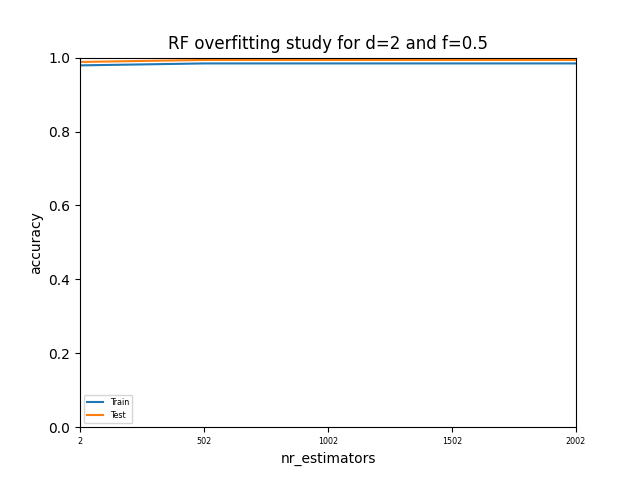 RF overfitting study for d=2 and f=0.5
1.0
0.8
0.6
0.4
0.2
0.0
accuracy
Train
Test
2 502 1002 1502 2002
nr_estimators